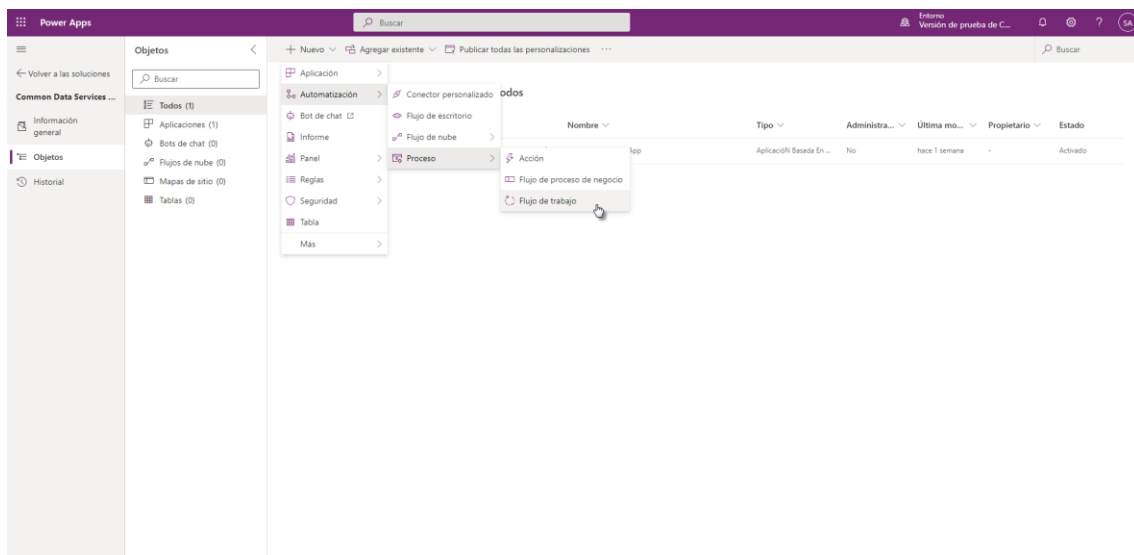 Power Apps
Buscar
Entorno
Versión de prueba de C...
?
SA
Objetos
Nuevo
Agregar existente
Publicar todas las personalizaciones
...
Buscar
Volver a las soluciones
Common Data Services ...
Información general
Objetos
Historial
Buscar
Todos (1)
Aplicaciones (1)
Bots de chat (0)
Flujos de nube (0)
Mapas de sitio (0)
Tablas (0)
Aplicación
Automatización
Bot de chat
Informe
Panel
Reglas
Seguridad
Tabla
Más
Conector personalizado
Flujo de escritorio
Flujo de nube
Proceso
Acción
Flujo de proceso de negocio
Flujo de trabajo
odos
Nombre
Tipo
Administra...
Última mo...
Propietario
Estado
App
AplicacióN Basada En ...
No
hace 1 semana
-
Activado